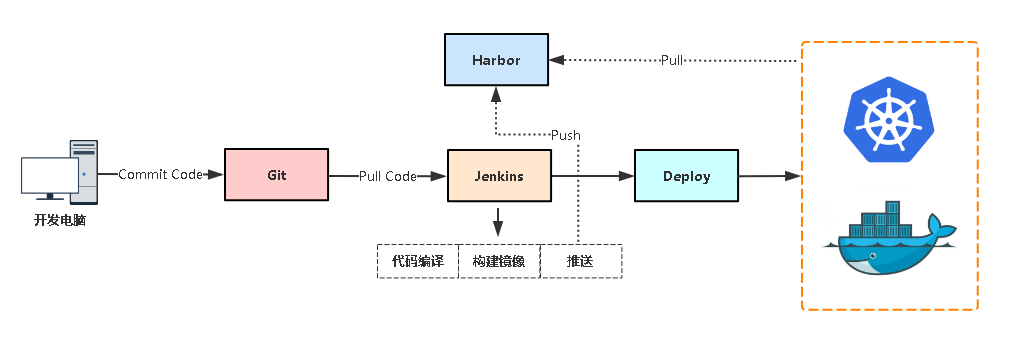 Harbor
Pull
Push
Commit Code
Git
Pull Code
Jenkins
Deploy
开发电脑
代码编译
构建镜像
推送